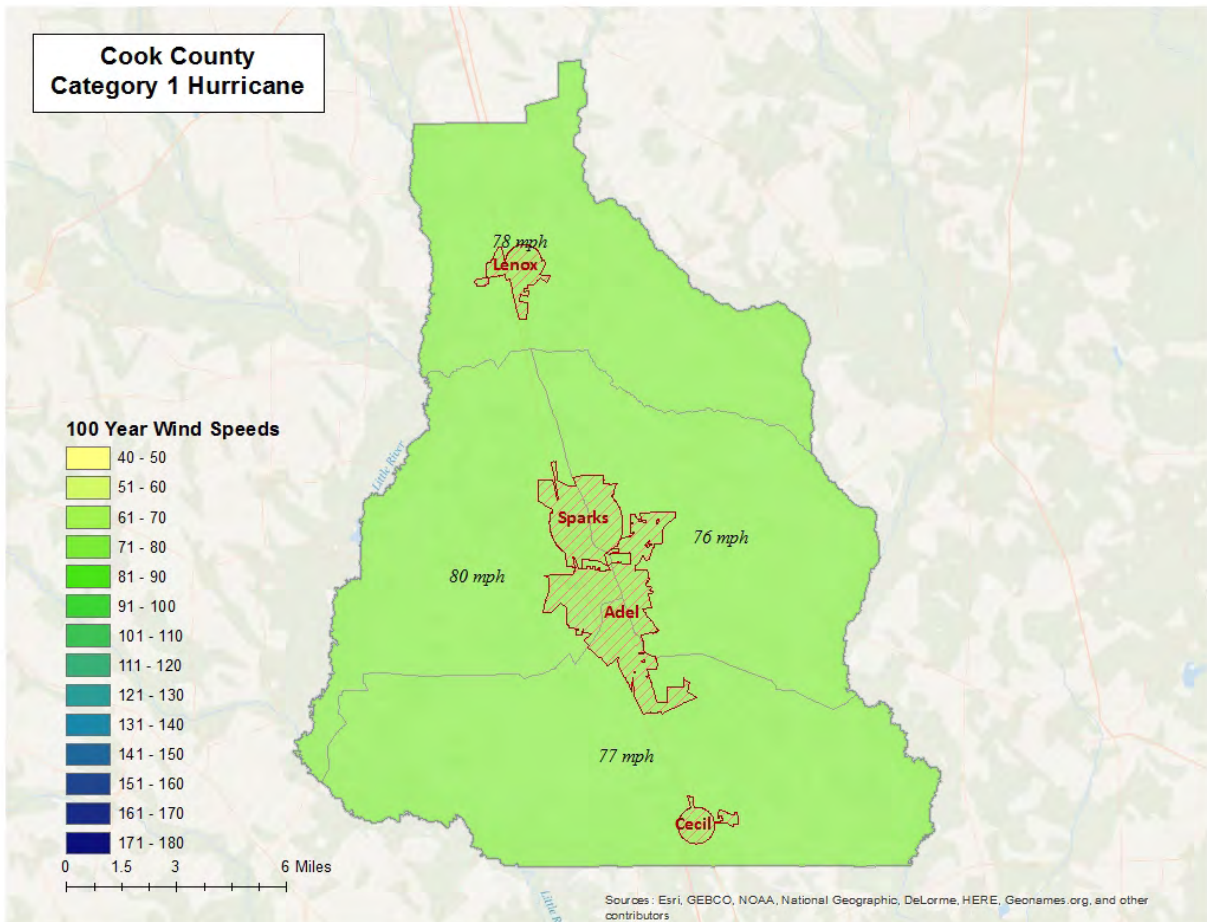 Cook County
Category 1 Hurricane
78 mph
Lenox
Little River
100 Year Wind Speeds
40 - 50
51 - 60
61 - 70
71 - 80
81 - 90
91 - 100
101 - 110
111 - 120
121 - 130
131 - 140
141 - 150
151 - 160
161 - 170
171 - 180
Sparks
76 mph
80 mph
Adel
77 mph
Cecil
0 1.5 3 6 Miles
Little R
Sources: Esri, GEBCO, NOAA, National Geographic, DeLorme, HERE, Geonames.org, and other
contributors